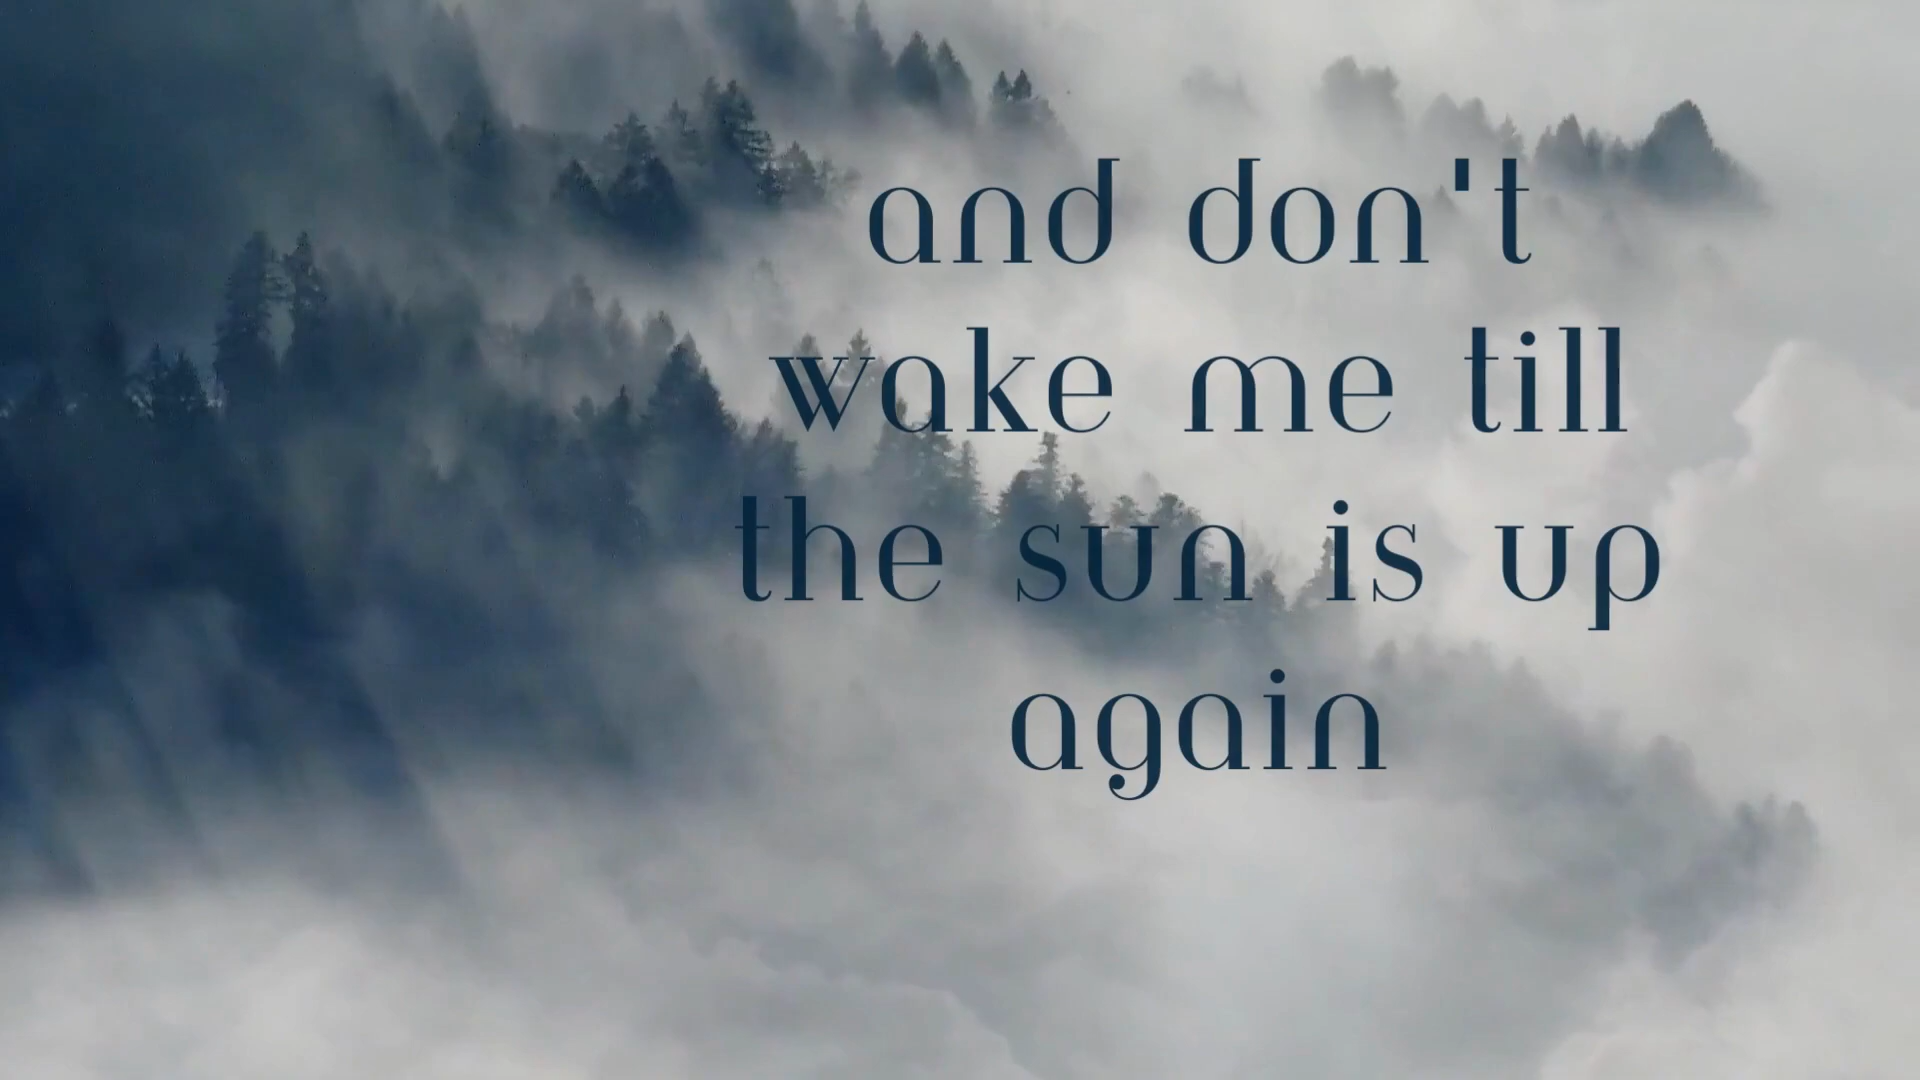 and don't
wake me till
the sun is up
again